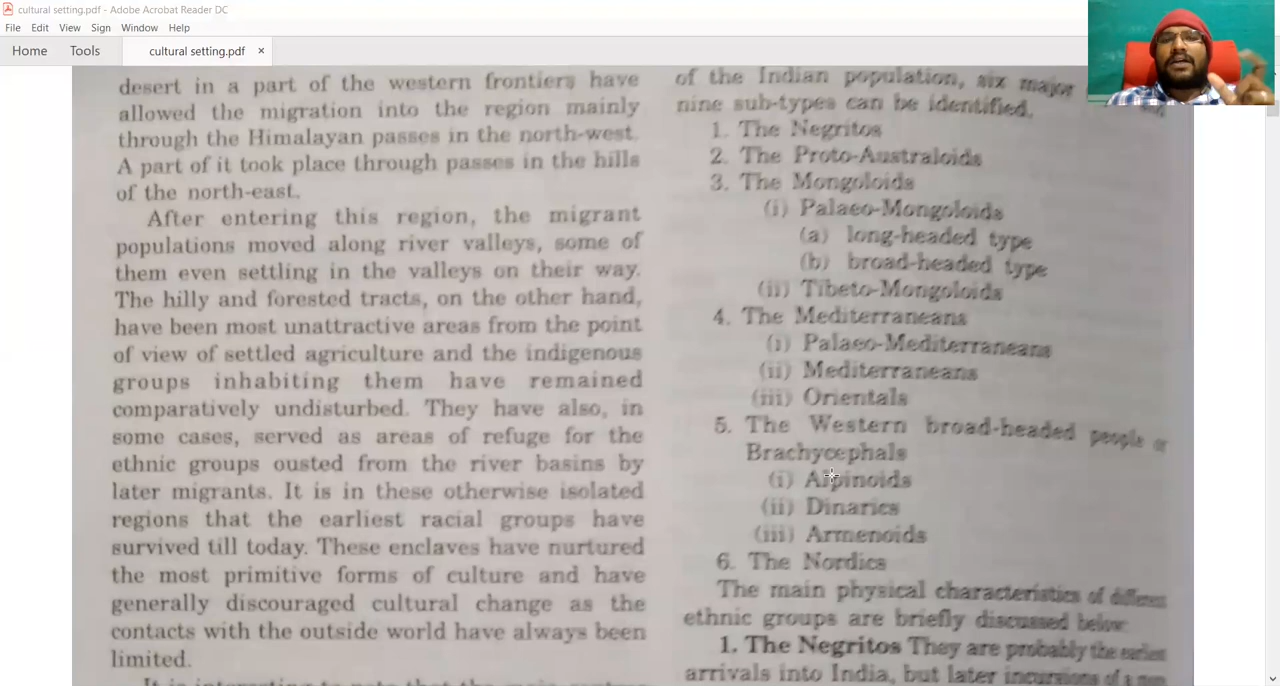 cultural setting.pdf - Adobe Acrobat Reader DC
File Edit View Sign Window Help
Home Tools cultural setting.pdf ×
desert in a part of the western frontiers have
allowed the migration into the region mainly
through the Himalayan passes in the north-west.
A part of it took place through passes in the hills
of the north-east.
After entering this region, the migrant
populations moved along river valleys, some of
them even settling in the valleys on their way.
The hilly and forested tracts, on the other hand,
have been most unattractive areas from the point
of view of settled agriculture and the indigenous
groups inhabiting them have remained
comparatively undisturbed. They have also, in
some cases, served as areas of refuge for the
ethnic groups ousted from the river basins by
later migrants. It is in these otherwise isolated
regions that the earliest racial groups have
survived till today. These enclaves have nurtured
the most primitive forms of culture and have
generally discouraged cultural change as the
contacts with the outside world have always been
limited.
It is interesting to note that the main
of the Indian population, six major
nine sub-types can be identified.
1. The Negritos
2. The Proto-Australoids
3. The Mongoloids
(i) Palaeo-Mongoloids
(a) long-headed type
(b) broad-headed type
(ii) Tibeto-Mongoloids
4. The Mediterraneans
(i) Palaeo-Mediterraneans
(ii) Mediterraneans
(iii) Orientals
5. The Western broad-headed people or
Brachycephals
(i) Alpinoids
(ii) Dinarics
(iii) Armenoids
6. The Nordics
The main physical characteristics of different
ethnic groups are briefly discussed below:
1. The Negritos They are probably the earliest
arrivals into India, but later incursions of a